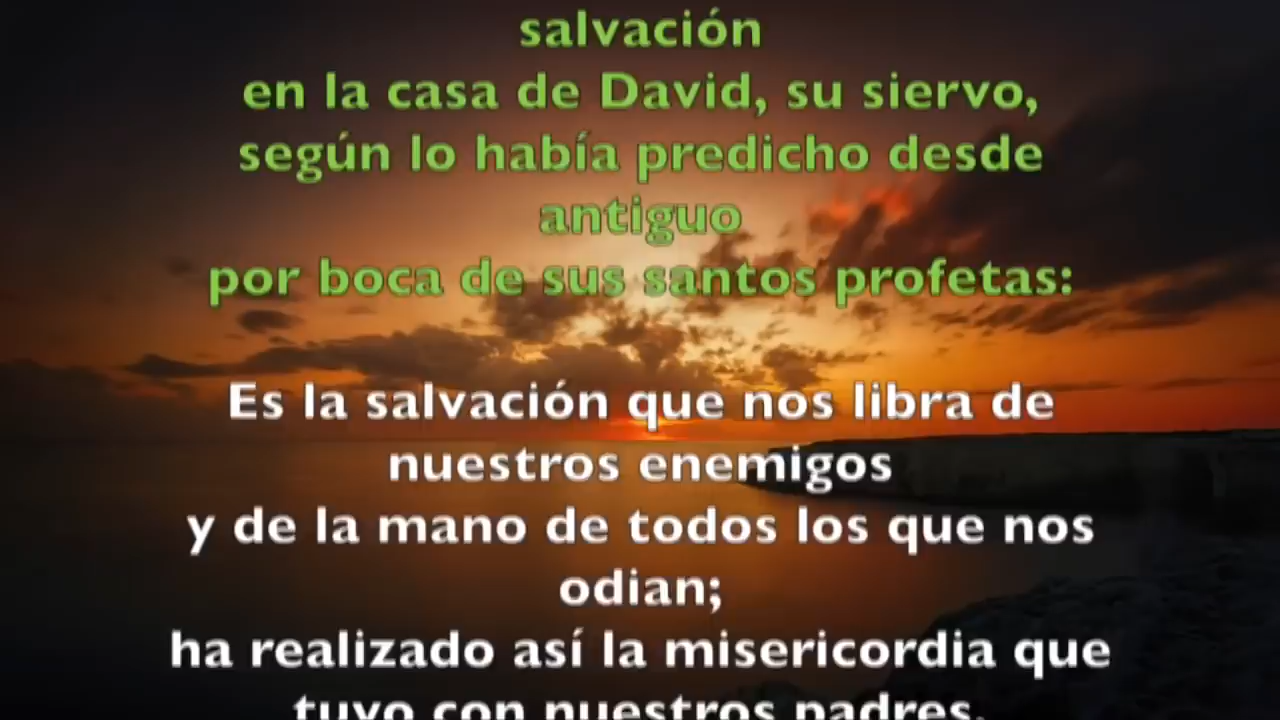 salvación
en la casa de David, su siervo,
según lo había predicho desde
antiguo
por boca de sus santos profetas:
Es la salvación que nos libra de
nuestros enemigos
y de la mano de todos los que nos
odian;
ha realizado así la misericordia que
tuvo con nuestros padres,